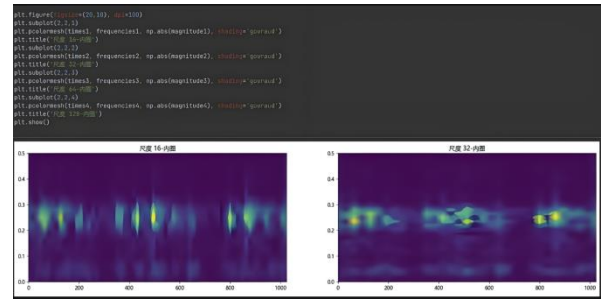 plt.figure(figsize=(20,10), dpi=100)
plt.subplot(2,2,1)
plt.pcolormesh(times1, frequencies1, np.abs(magnitude1), shading='gouraud')
plt.title('尺度 16-内圈')
plt.subplot(2,2,2)
plt.pcolormesh(times2, frequencies2, np.abs(magnitude2), shading='gouraud')
plt.title('尺度 32-内圈')
plt.subplot(2,2,3)
plt.pcolormesh(times3, frequencies3, np.abs(magnitude3), shading='gouraud')
plt.title('尺度 64-内圈')
plt.subplot(2,2,4)
plt.pcolormesh(times4, frequencies4, np.abs(magnitude4), shading='gouraud')
plt.title('尺度 128-内圈')
plt.show()
尺度 16-内圈
尺度 32-内圈
0.5
0.4
0.3
0.2
0.1
0.0
0 200 400 600 800 1000
0.5
0.4
0.3
0.2
0.1
0.0
0 200 400 600 800 1000